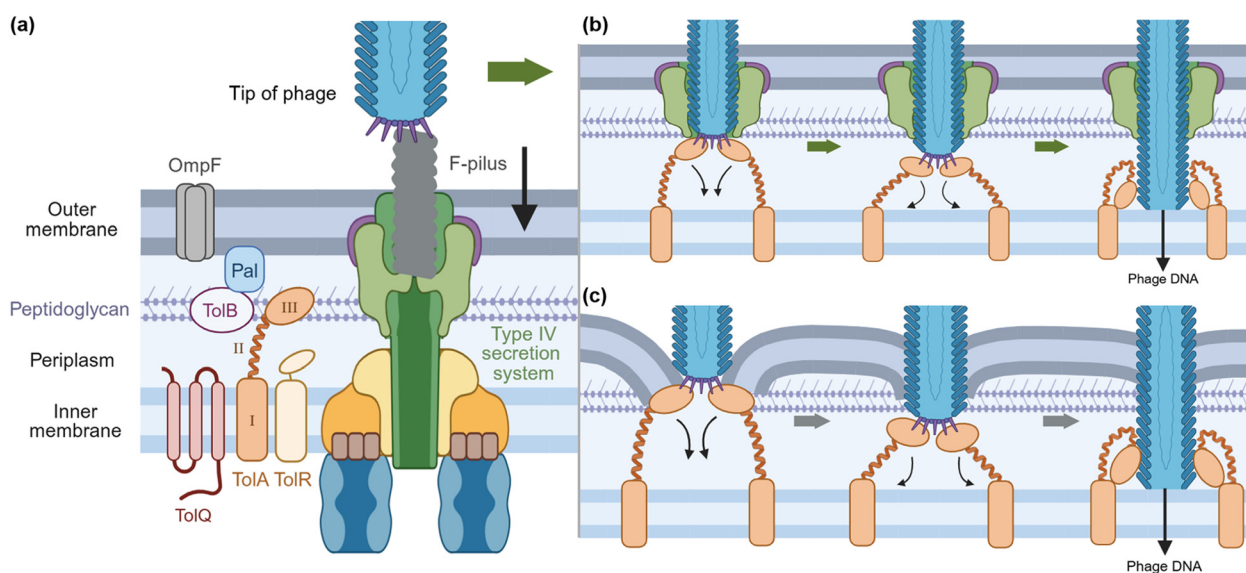 (a)
Tip of phage
F-pilus
OmpF
Outer
membrane
Pal
Peptidoglycan
TolB
III
II
Type IV
secretion
system
Periplasm
Inner
membrane
I
TolA TolR
TolQ
(b)
Phage DNA
(c)
Phage DNA